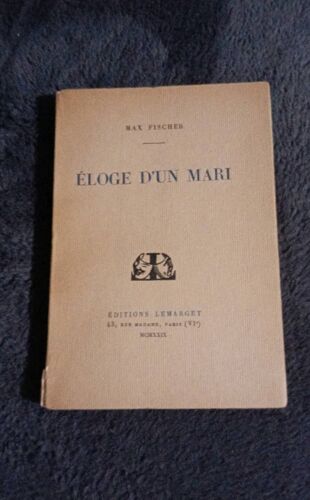 MAX FISCHER
ÉLOGE D'UN MARI
ÉDITIONS LEMARGET
43, RUE MADAME, PARIS (VIᵉ)
MCMXXIX